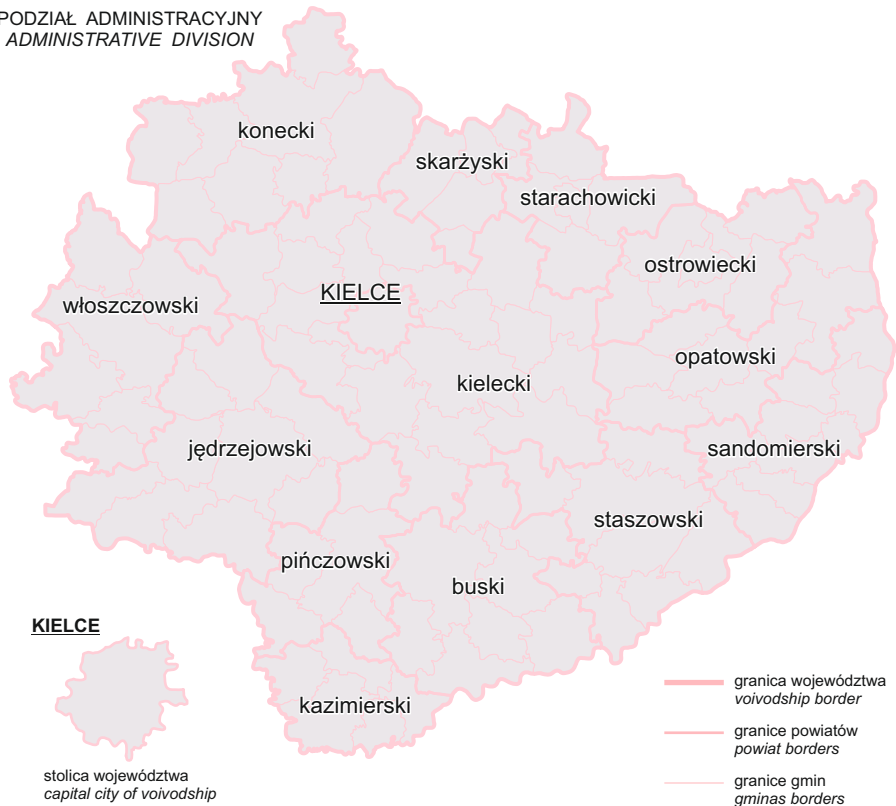 PODZIAŁ ADMINISTRACYJNY
ADMINISTRATIVE DIVISION
konecki
skarżyski
starachowicki
ostrowiecki
KIELCE
włoszczowski
opatowski
kielecki
jędrzejowski
sandomierski
staszowski
pińczowski
buski
kazimierski
KIELCE
stolica województwa
capital city of voivodship
granica województwa
voivodship border
granice powiatów
powiat borders
granice gmin
gminas borders